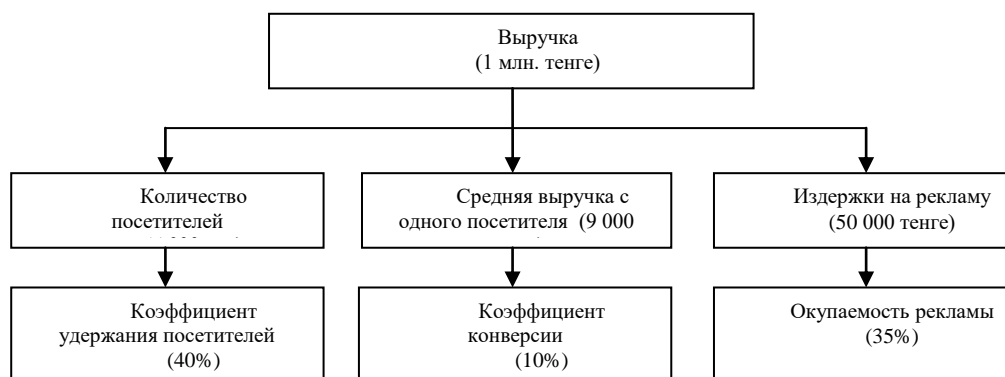 Выручка
(1 млн. тенге)
Количество
посетителей
Средняя выручка с
одного посетителя (9 000
Издержки на рекламу
(50 000 тенге)
Коэффициент
удержания посетителей
(40%)
Коэффициент
конверсии
(10%)
Окупаемость рекламы
(35%)